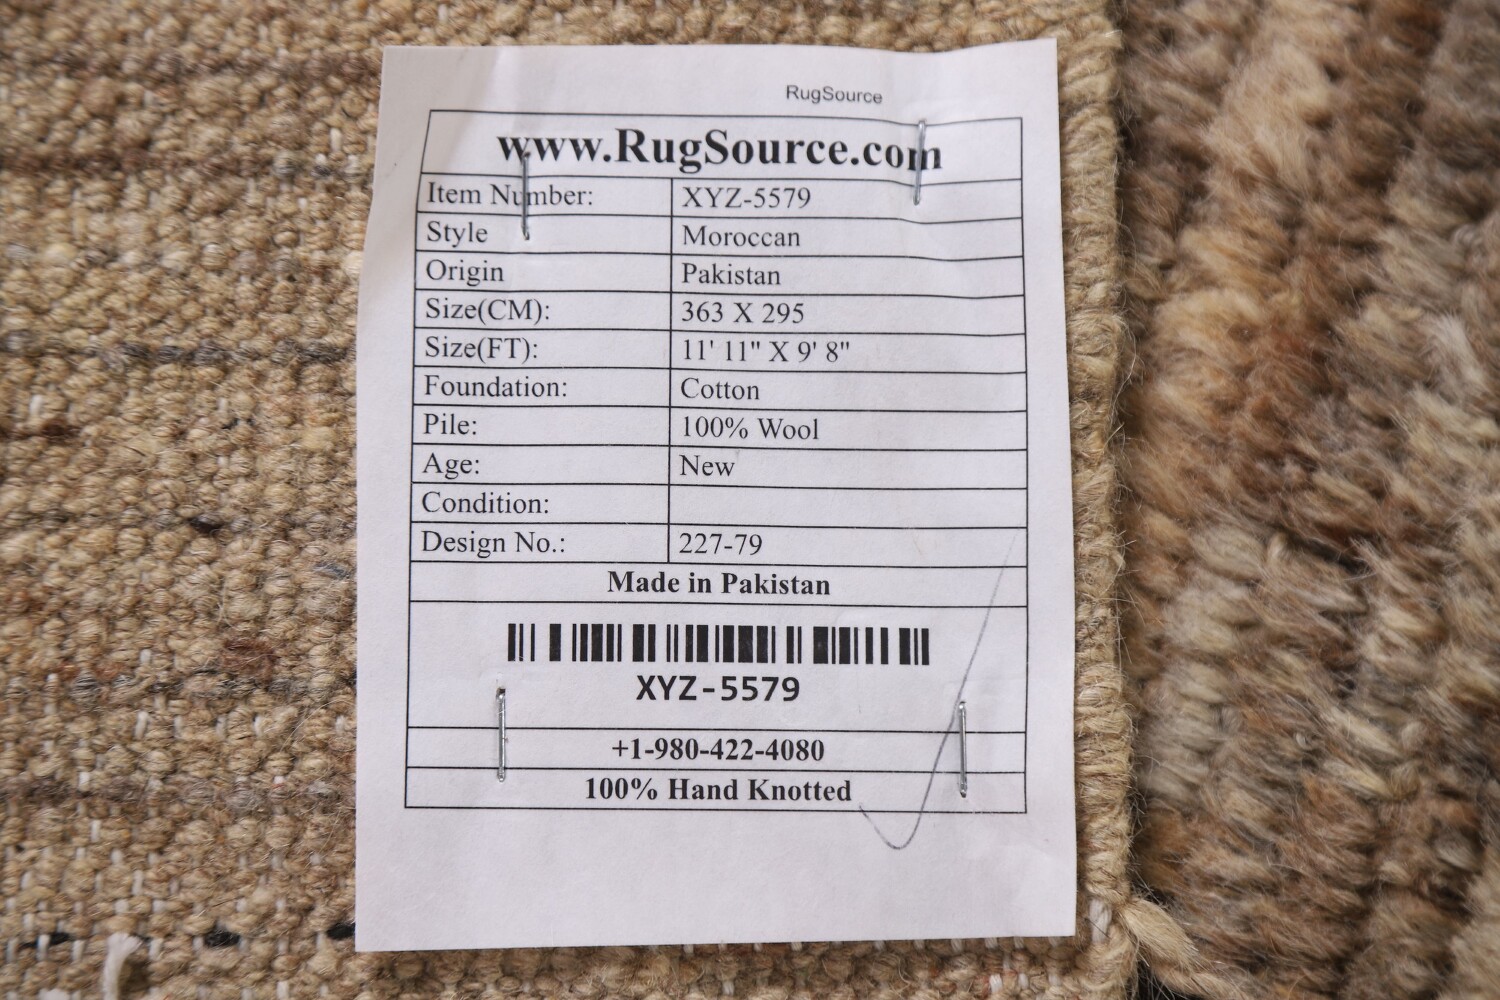 RugSource
www.RugSource.com
Item Number: XYZ-5579
Style Moroccan
Origin Pakistan
Size(CM): 363 X 295
Size(FT): 11' 11" X 9' 8"
Foundation: Cotton
Pile: 100% Wool
Age: New
Condition:
Design No.: 227-79
Made in Pakistan
XYZ-5579
+1-980-422-4080
100% Hand Knotted